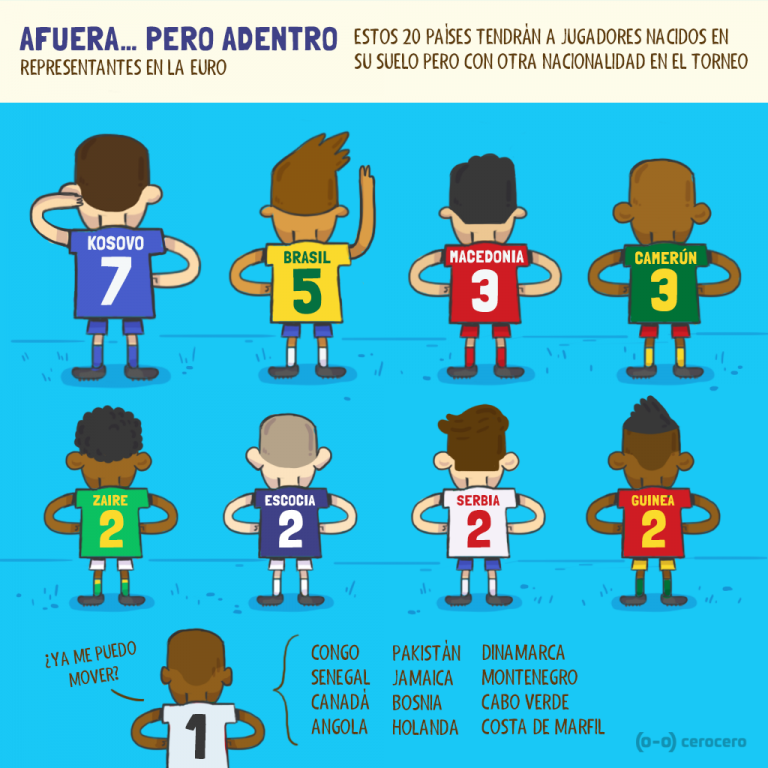 AFUERA... PERO ADENTRO
REPRESENTANTES EN LA EURO
ESTOS 20 PAÍSES TENDRÁN A JUGADORES NACIDOS EN
SU SUELO PERO CON OTRA NACIONALIDAD EN EL TORNEO
KOSOVO
7
BRASIL
5
MACEDONIA
3
CAMERÚN
3
ZAIRE
2
ESCOCIA
2
SERBIA
2
GUINEA
2
¿YA ME PUEDO
MOVER?
1
CONGO PAKISTÁN DINAMARCA
SENEGAL JAMAICA MONTENEGRO
CANADÁ BOSNIA CABO VERDE
ANGOLA HOLANDA COSTA DE MARFIL
(o-o) cerocero